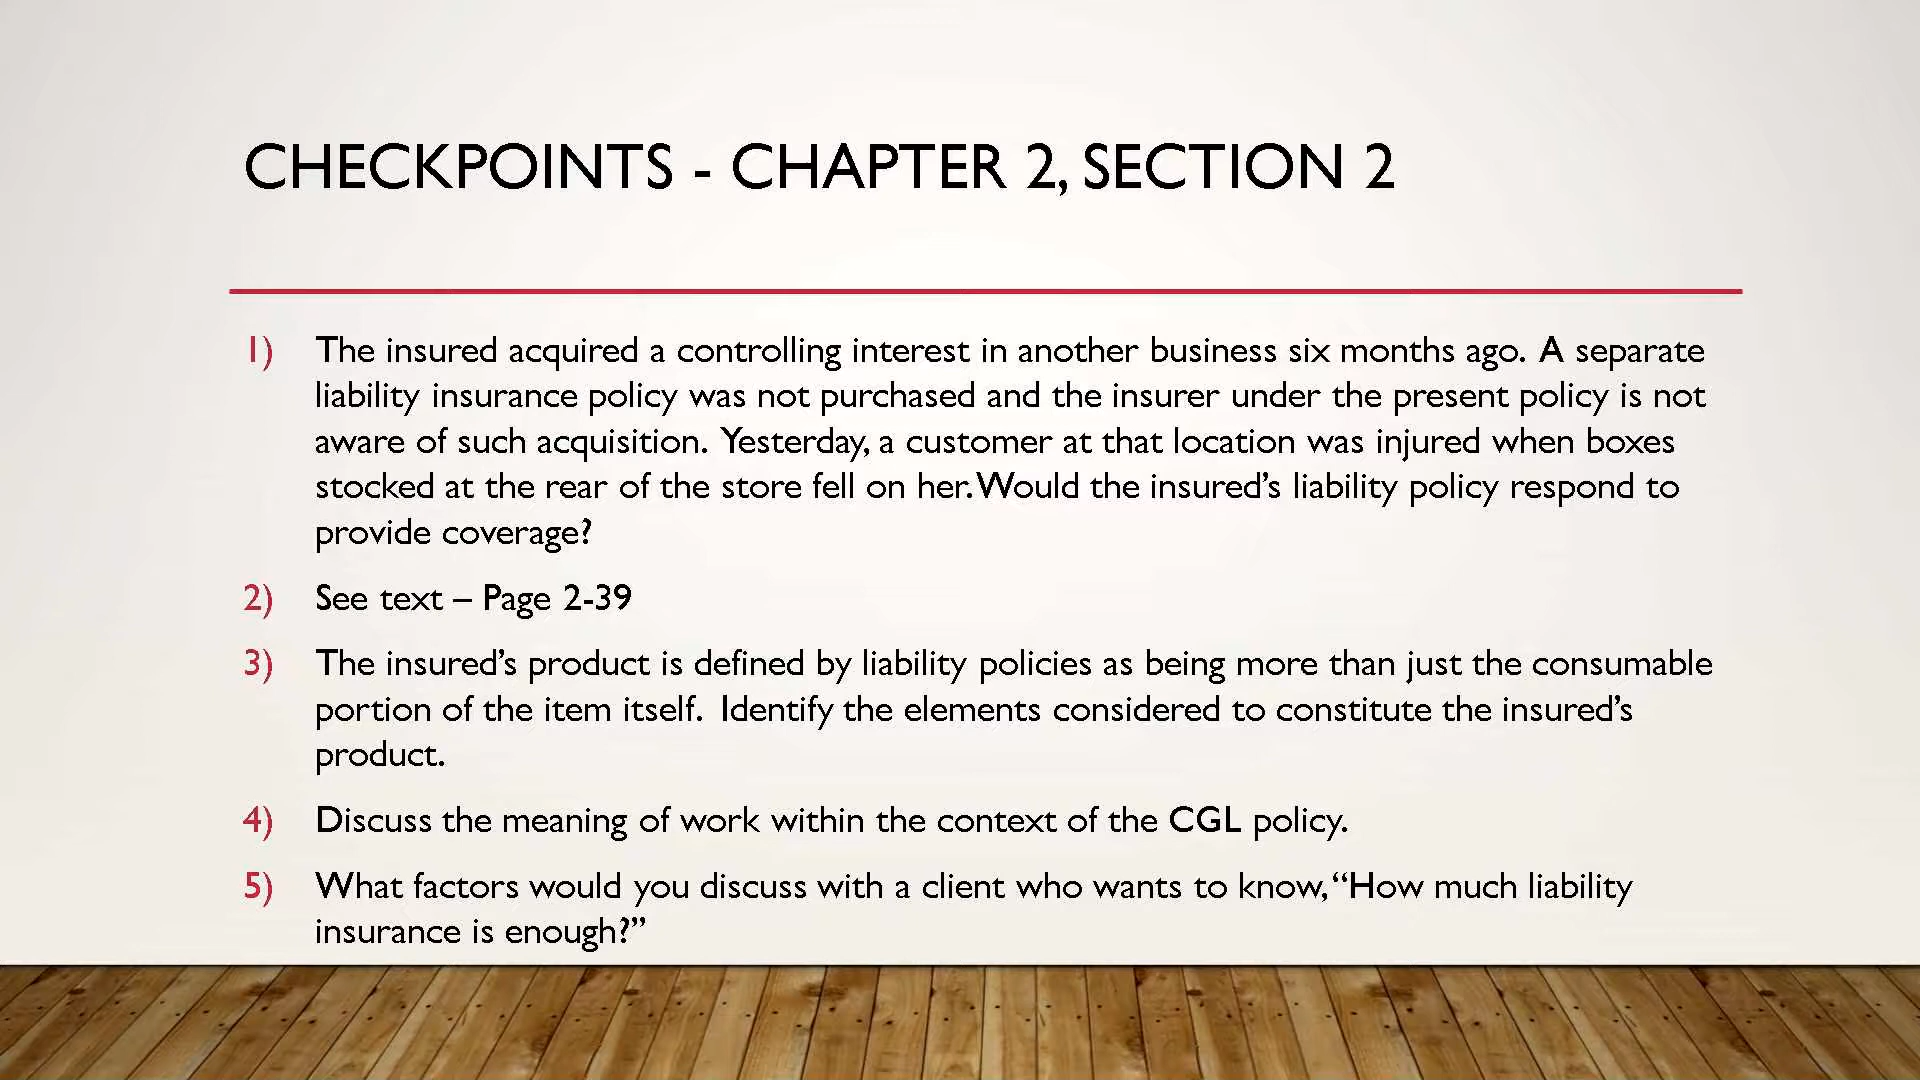 CHECKPOINTS - CHAPTER 2, SECTION 2
1) The insured acquired a controlling interest in another business six months ago. A separate
liability insurance policy was not purchased and the insurer under the present policy is not
aware of such acquisition. Yesterday, a customer at that location was injured when boxes
stocked at the rear of the store fell on her. Would the insured’s liability policy respond to
provide coverage?
2) See text – Page 2-39
3) The insured’s product is defined by liability policies as being more than just the consumable
portion of the item itself. Identify the elements considered to constitute the insured’s
product.
4) Discuss the meaning of work within the context of the CGL policy.
5) What factors would you discuss with a client who wants to know, “How much liability
insurance is enough?”